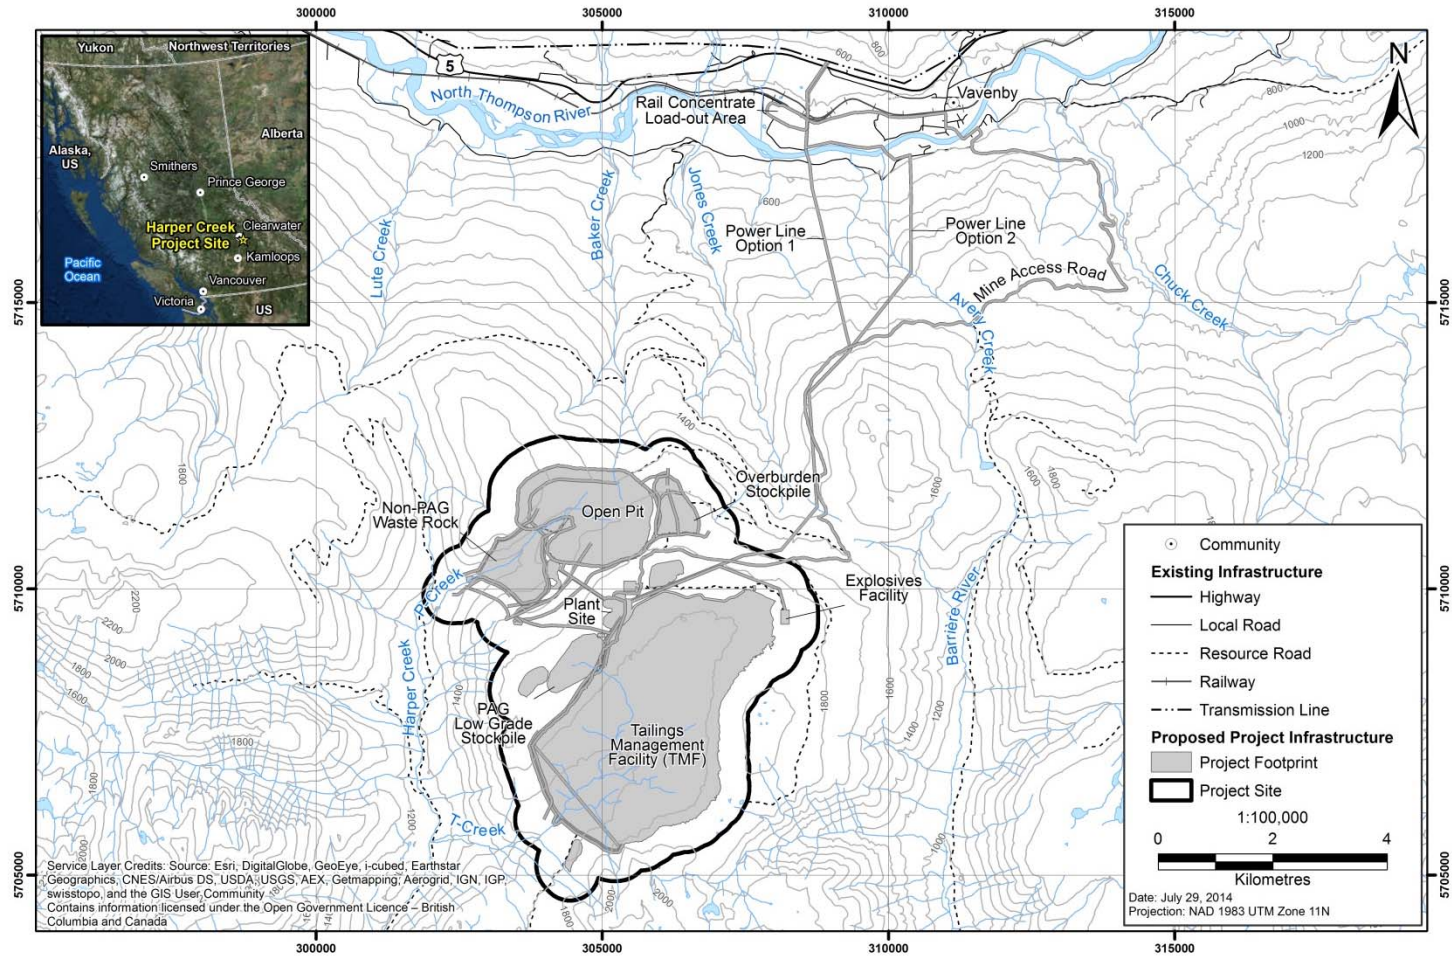 300000
305000
310000
315000
Yukon
Northwest Territories
Alberta
Alaska,
US
Smithers
Prince George
Harper Creek
Project Site
Clearwater
Kamloops
Pacific
Ocean
Vancouver
Victoria
US
5
North Thompson River
Rail Concentrate
Load-out Area
Vavenby
N
600
800
800
1000
1200
Lute Creek
Baker Creek
Jones Creek
600
Power Line
Option 1
Power Line
Option 2
Mine Access Road
Avery Creek
Chuck Creek
5715000
5715000
1400
1800
Non-PAG
Waste Rock
Open Pit
Overburden
Stockpile
1600
1600
1800
P-Creek
Plant
Site
Explosives
Facility
Barrière River
5710000
5710000
2200
2200
2000
1800
1600
Harper Creek
1400
PAG
Low Grade
Stockpile
Tailings
Management
Facility (TMF)
1800
1600
1400
1200
1800
1800
1200
T-Creek
1000
2000
1800
2000
2000
Community
Existing Infrastructure
Highway
Local Road
Resource Road
Railway
Transmission Line
Proposed Project Infrastructure
Project Footprint
Project Site
1:100,000
0
2
4
Kilometres
Date: July 29, 2014
Projection: NAD 1983 UTM Zone 11N
5705000
5705000
Service Layer Credits: Source: Esri, DigitalGlobe, GeoEye, i-cubed, Earthstar
Geographics, CNES/Airbus DS, USDA, USGS, AEX, Getmapping, Aerogrid, IGN, IGP,
swisstopo, and the GIS User Community
Contains information licensed under the Open Government Licence – British
Columbia and Canada
300000
305000
310000
315000